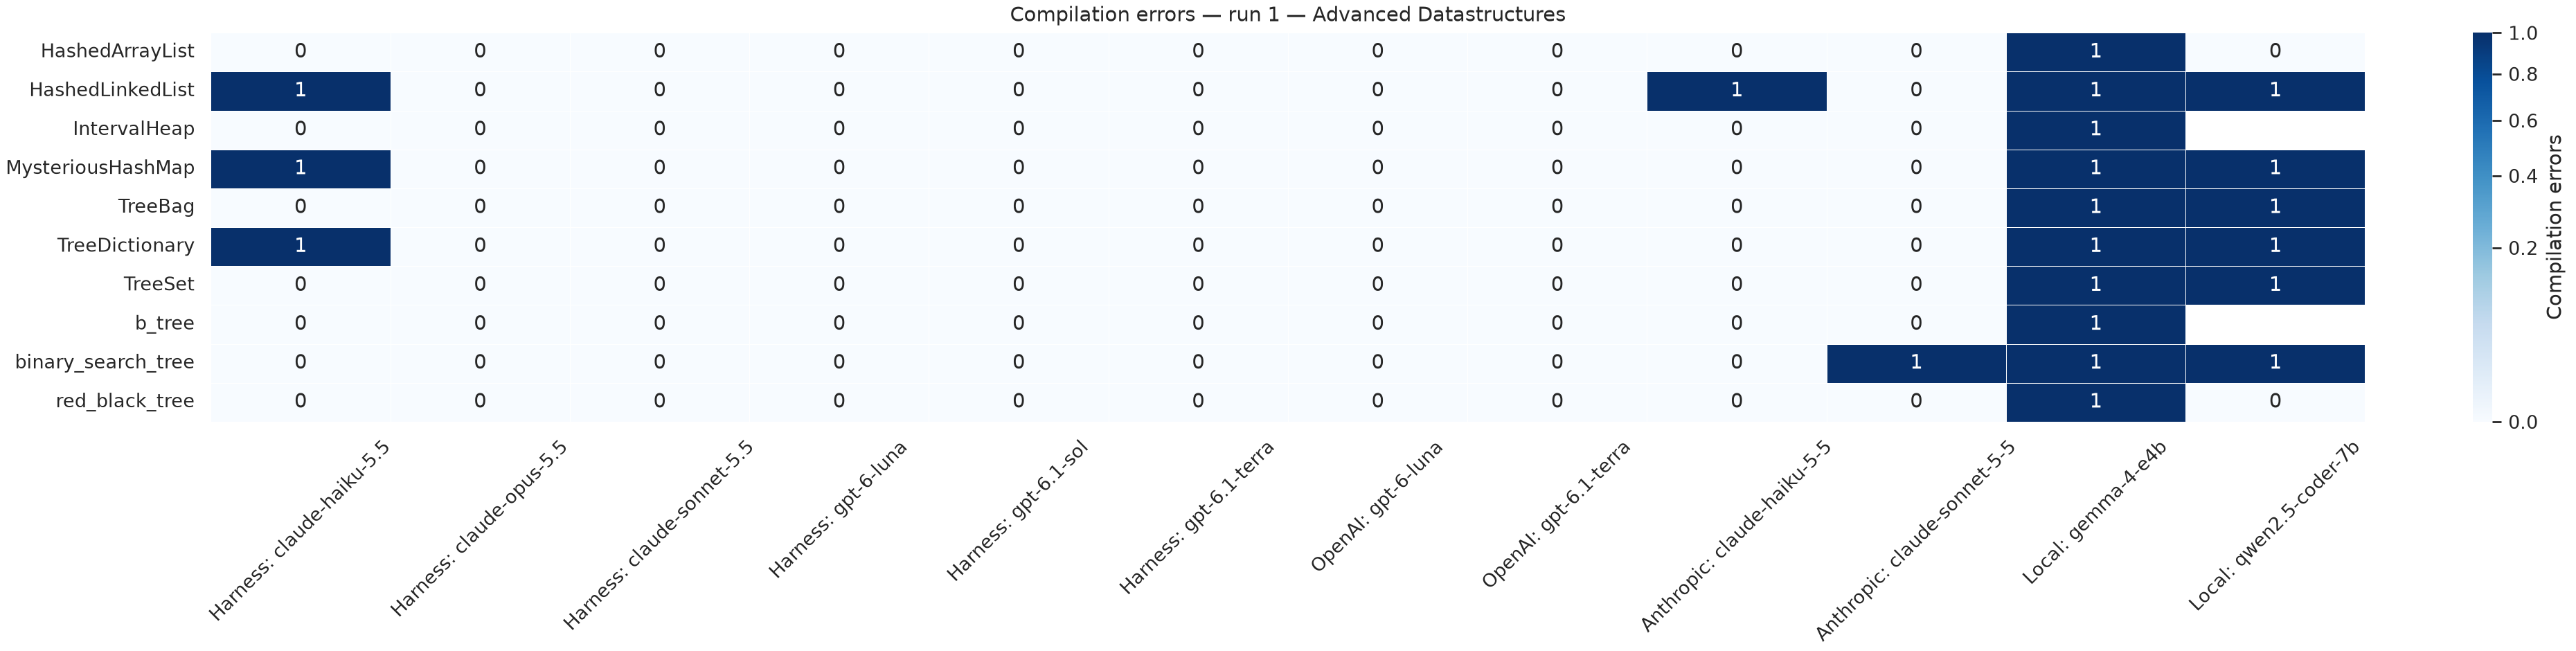 Compilation errors — run 1 — Advanced Datastructures
HashedArrayList 0 0 0 0 0 0 0 0 0 0 1 0
HashedLinkedList 1 0 0 0 0 0 0 0 1 0 1 1
IntervalHeap 0 0 0 0 0 0 0 0 0 0 1
MysteriousHashMap 1 0 0 0 0 0 0 0 0 0 1 1
TreeBag 0 0 0 0 0 0 0 0 0 0 1 1
TreeDictionary 1 0 0 0 0 0 0 0 0 0 1 1
TreeSet 0 0 0 0 0 0 0 0 0 0 1 1
b_tree 0 0 0 0 0 0 0 0 0 0 1
binary_search_tree 0 0 0 0 0 0 0 0 0 1 1 1
red_black_tree 0 0 0 0 0 0 0 0 0 0 1 0
Harness: claude-haiku-5.5
Harness: claude-opus-5.5
Harness: claude-sonnet-5.5
Harness: gpt-6-luna
Harness: gpt-6.1-sol
Harness: gpt-6.1-terra
OpenAI: gpt-6-luna
OpenAI: gpt-6.1-terra
Anthropic: claude-haiku-5-5
Anthropic: claude-sonnet-5-5
Local: gemma-4-e4b
Local: qwen2.5-coder-7b
1.0
0.8
0.6
0.4
0.2
0.0
Compilation errors